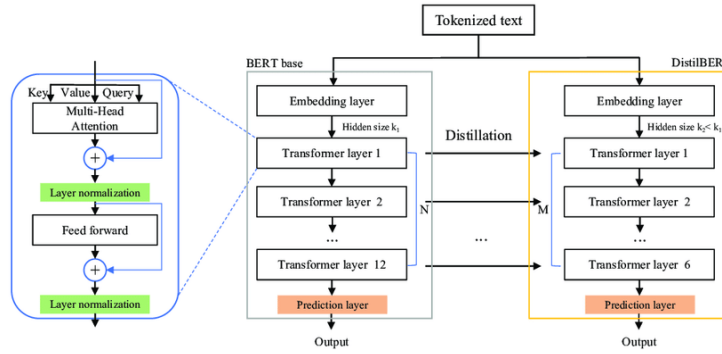 Tokenized text
BERT base
DistilBER
Key Value Query
Multi-Head
Attention
+
Layer normalization
Feed forward
+
Layer normalization
Embedding layer
Hidden size k₁
Transformer layer 1
Transformer layer 2
...
Transformer layer 12
Prediction layer
Output
N
Distillation
...
M
Embedding layer
Hidden size k₂< k₁
Transformer layer 1
Transformer layer 2
...
Transformer layer 6
Prediction layer
Output